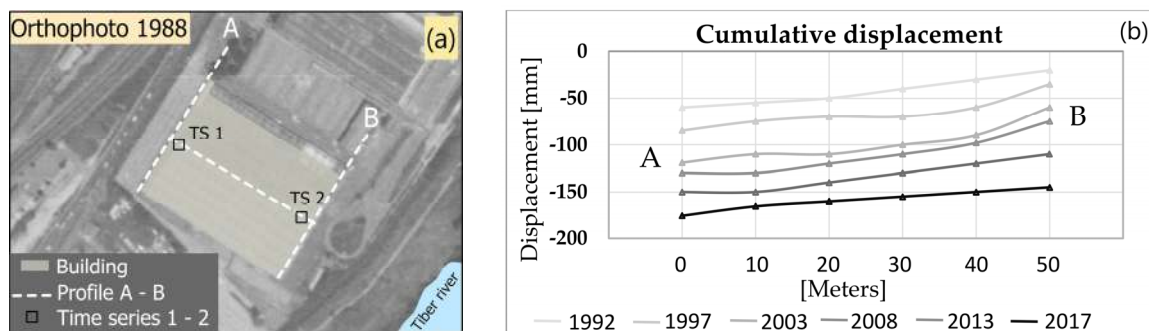 Orthophoto 1988
(a)
A
B
TS 1
TS 2
Building
Profile A - B
Time series 1 - 2
Tiber river
Cumulative displacement
(b)
Displacement [mm]
0
-50
-100
-150
-200
A
B
0 10 20 30 40 50
[Meters]
1992 1997 2003 2008 2013 2017